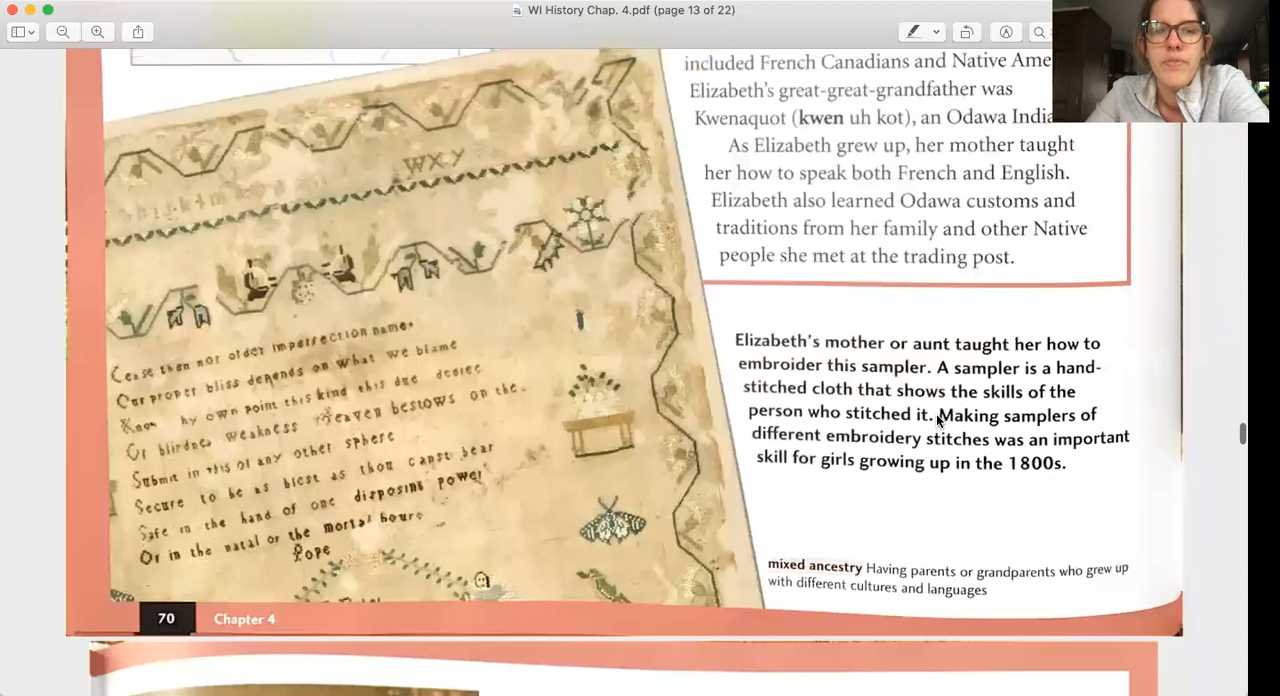 WI History Chap. 4.pdf (page 13 of 22)
included French Canadians and Native Ame
Elizabeth's great-great-grandfather was
Kwenaquot (kwen uh kot), an Odawa India
As Elizabeth grew up, her mother taught
her how to speak both French and English.
Elizabeth also learned Odawa customs and
traditions from her family and other Native
people she met at the trading post.
WXY
Cease then nor order imperfection name
Our proper bliss depends on what we blame
Know hy own point this kind this due
Or blindnes weakness Heaven bestows on the
Submit in this or any other sphere
Secure to be as blest as thou canst bear
Safe in the hand of one disposing power
Or in the natal or the mortal houre
Pope
Elizabeth's mother or aunt taught her how to
embroider this sampler. A sampler is a hand-
stitched cloth that shows the skills of the
person who stitched it. Making samplers of
different embroidery stitches was an important
skill for girls growing up in the 1800s.
mixed ancestry Having parents or grandparents who grew up
with different cultures and languages
70 Chapter 4